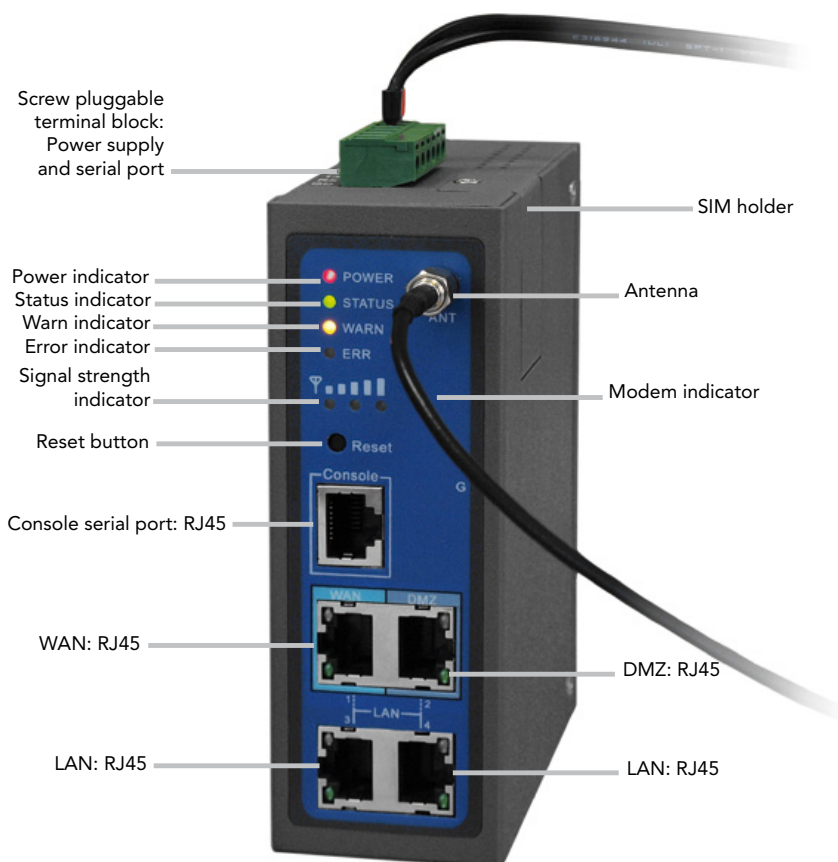 Screw pluggable
terminal block:
Power supply
and serial port
SIM holder
Power indicator
POWER
Antenna
Status indicator
STATUS
ANT
Warn indicator
WARN
Error indicator
ERR
Signal strength
indicator
Modem indicator
Reset button
Reset
Console
G
Console serial port: RJ45
WAN
DMZ
WAN: RJ45
DMZ: RJ45
1
2
LAN
3
4
LAN: RJ45
LAN: RJ45